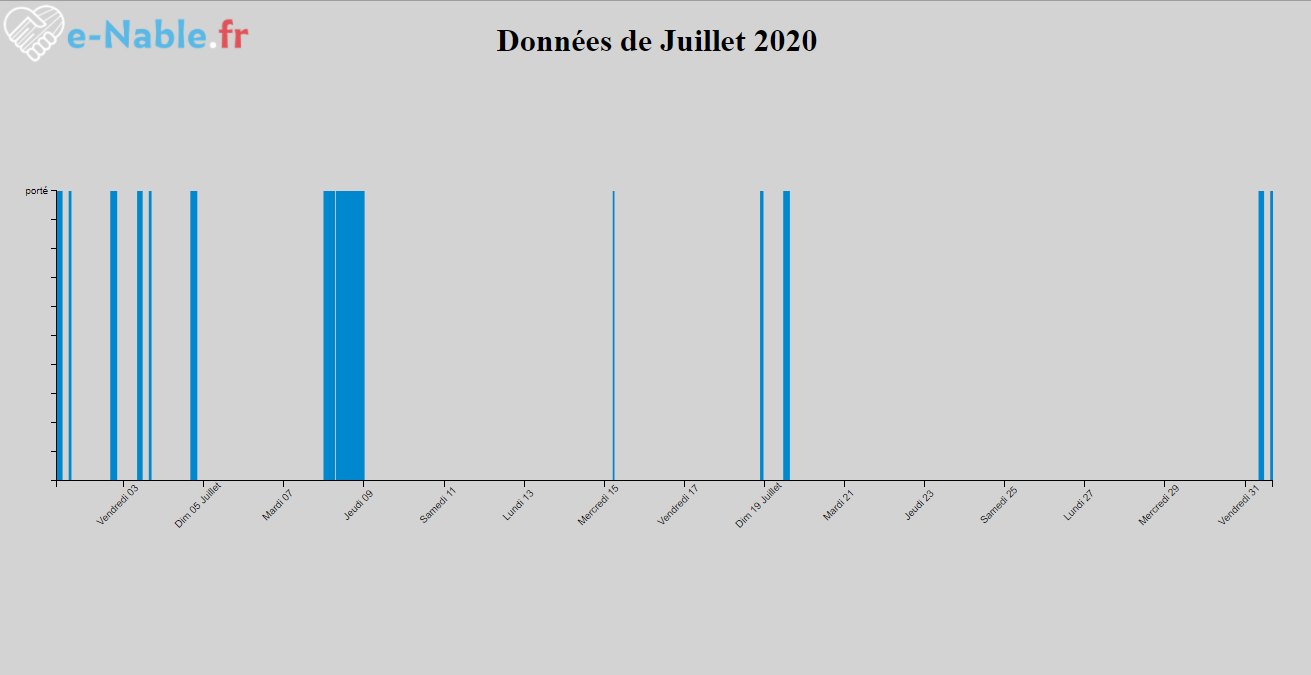 e-Nable.fr
Données de Juillet 2020
porté
Vendredi 03
Dim 05 Juillet
Mardi 07
Jeudi 09
Samedi 11
Lundi 13
Mercredi 15
Vendredi 17
Dim 19 Juillet
Mardi 21
Jeudi 23
Samedi 25
Lundi 27
Mercredi 29
Vendredi 31